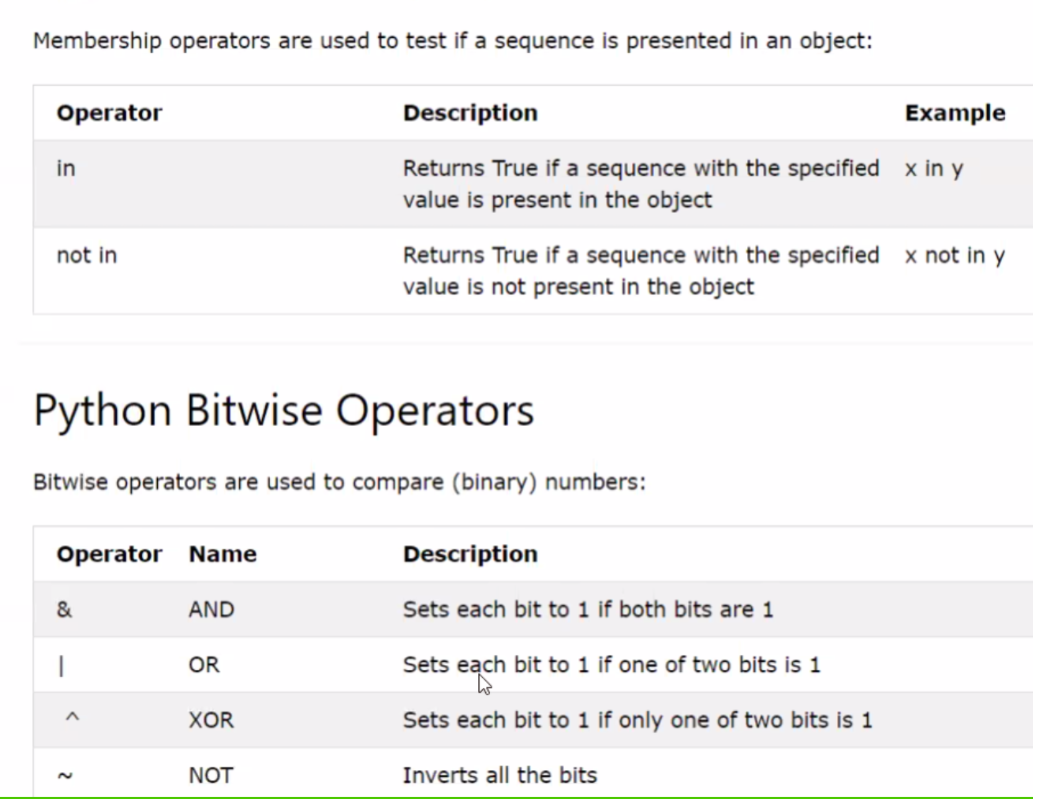 Membership operators are used to test if a sequence is presented in an object:
Operator Description Example
in Returns True if a sequence with the specified x in y
value is present in the object
not in Returns True if a sequence with the specified x not in y
value is not present in the object
Python Bitwise Operators
Bitwise operators are used to compare (binary) numbers:
Operator Name Description
& AND Sets each bit to 1 if both bits are 1
| OR Sets each bit to 1 if one of two bits is 1
^ XOR Sets each bit to 1 if only one of two bits is 1
~ NOT Inverts all the bits